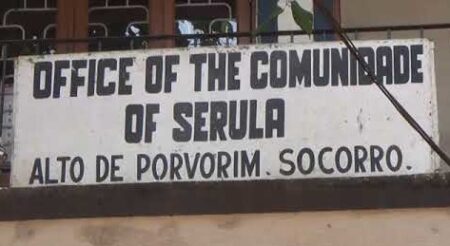 OFFICE OF THE COMUNIDADE
OF SERULA
ALTO DE PORVORIM. SOCORRO.